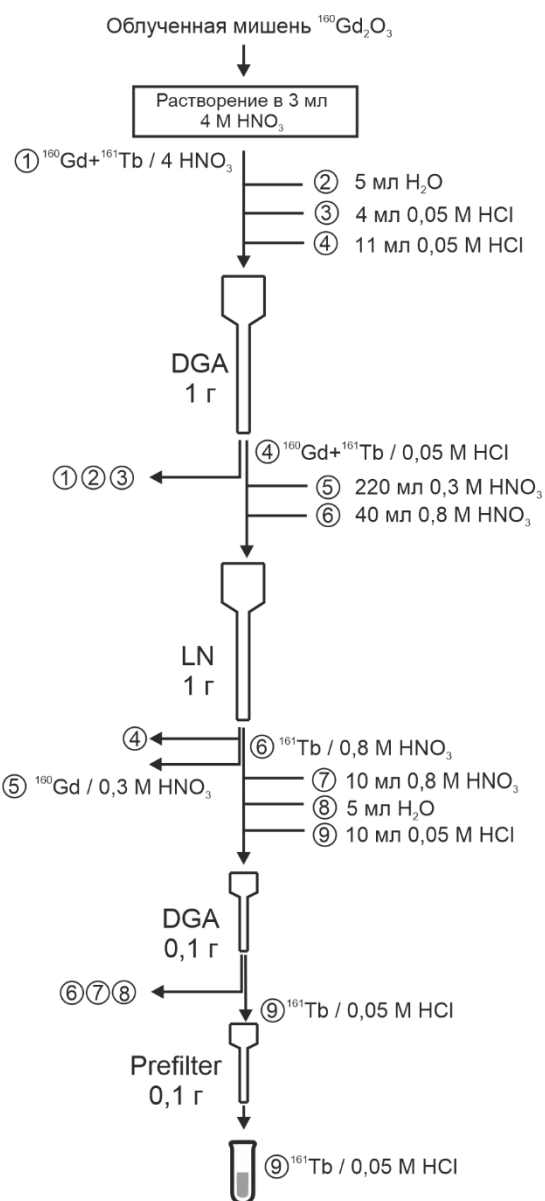 Облученная мишень ¹⁶⁰Gd₂O₃
Растворение в 3 мл
4 М HNO₃
① ¹⁶⁰Gd+¹⁶¹Tb / 4 HNO₃
② 5 мл H₂O
③ 4 мл 0,05 М HCl
④ 11 мл 0,05 М HCl
DGA
1 г
④ ¹⁶⁰Gd+¹⁶¹Tb / 0,05 М HCl
①②③
⑤ 220 мл 0,3 М HNO₃
⑥ 40 мл 0,8 М HNO₃
LN
1 г
④
⑥ ¹⁶¹Tb / 0,8 М HNO₃
⑤ ¹⁶⁰Gd / 0,3 М HNO₃
⑦ 10 мл 0,8 М HNO₃
⑧ 5 мл H₂O
⑨ 10 мл 0,05 М HCl
DGA
0,1 г
⑥⑦⑧
⑨ ¹⁶¹Tb / 0,05 М HCl
Prefilter
0,1 г
⑨ ¹⁶¹Tb / 0,05 М HCl